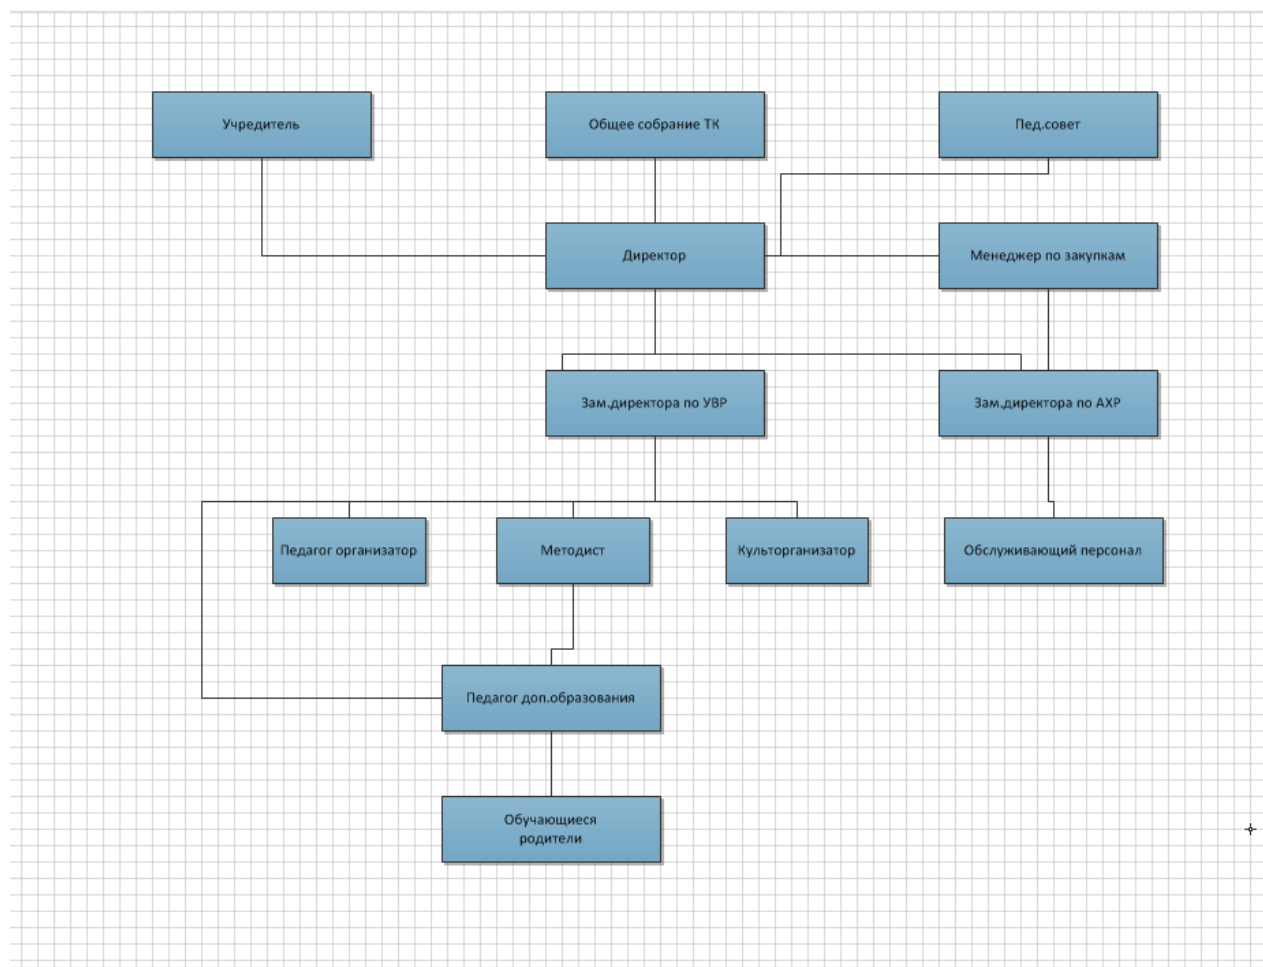 Учредитель
Общее собрание ТК
Пед.совет
Директор
Менеджер по закупкам
Зам.директора по УВР
Зам.директора по АХР
Педагог организатор
Методист
Культорганизатор
Обслуживающий персонал
Педагог доп.образования
Обучающиеся
родители